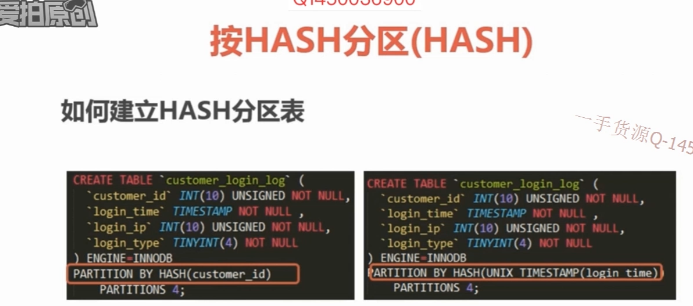 爱拍原创
按HASH分区(HASH)
如何建立HASH分区表
一手货源Q-145
CREATE TABLE `customer_login_log` (
`customer_id` INT(10) UNSIGNED NOT NULL,
`login_time` TIMESTAMP NOT NULL ,
`login_ip` INT(10) UNSIGNED NOT NULL,
`login_type` TINYINT(4) NOT NULL
) ENGINE=INNODB
PARTITION BY HASH(customer_id)
PARTITIONS 4;
CREATE TABLE `customer_login_log` (
`customer_id` INT(10) UNSIGNED NOT NULL,
`login_time` TIMESTAMP NOT NULL ,
`login_ip` INT(10) UNSIGNED NOT NULL,
`login_type` TINYINT(4) NOT NULL
) ENGINE=INNODB
PARTITION BY HASH(UNIX_TIMESTAMP(login_time))
PARTITIONS 4;